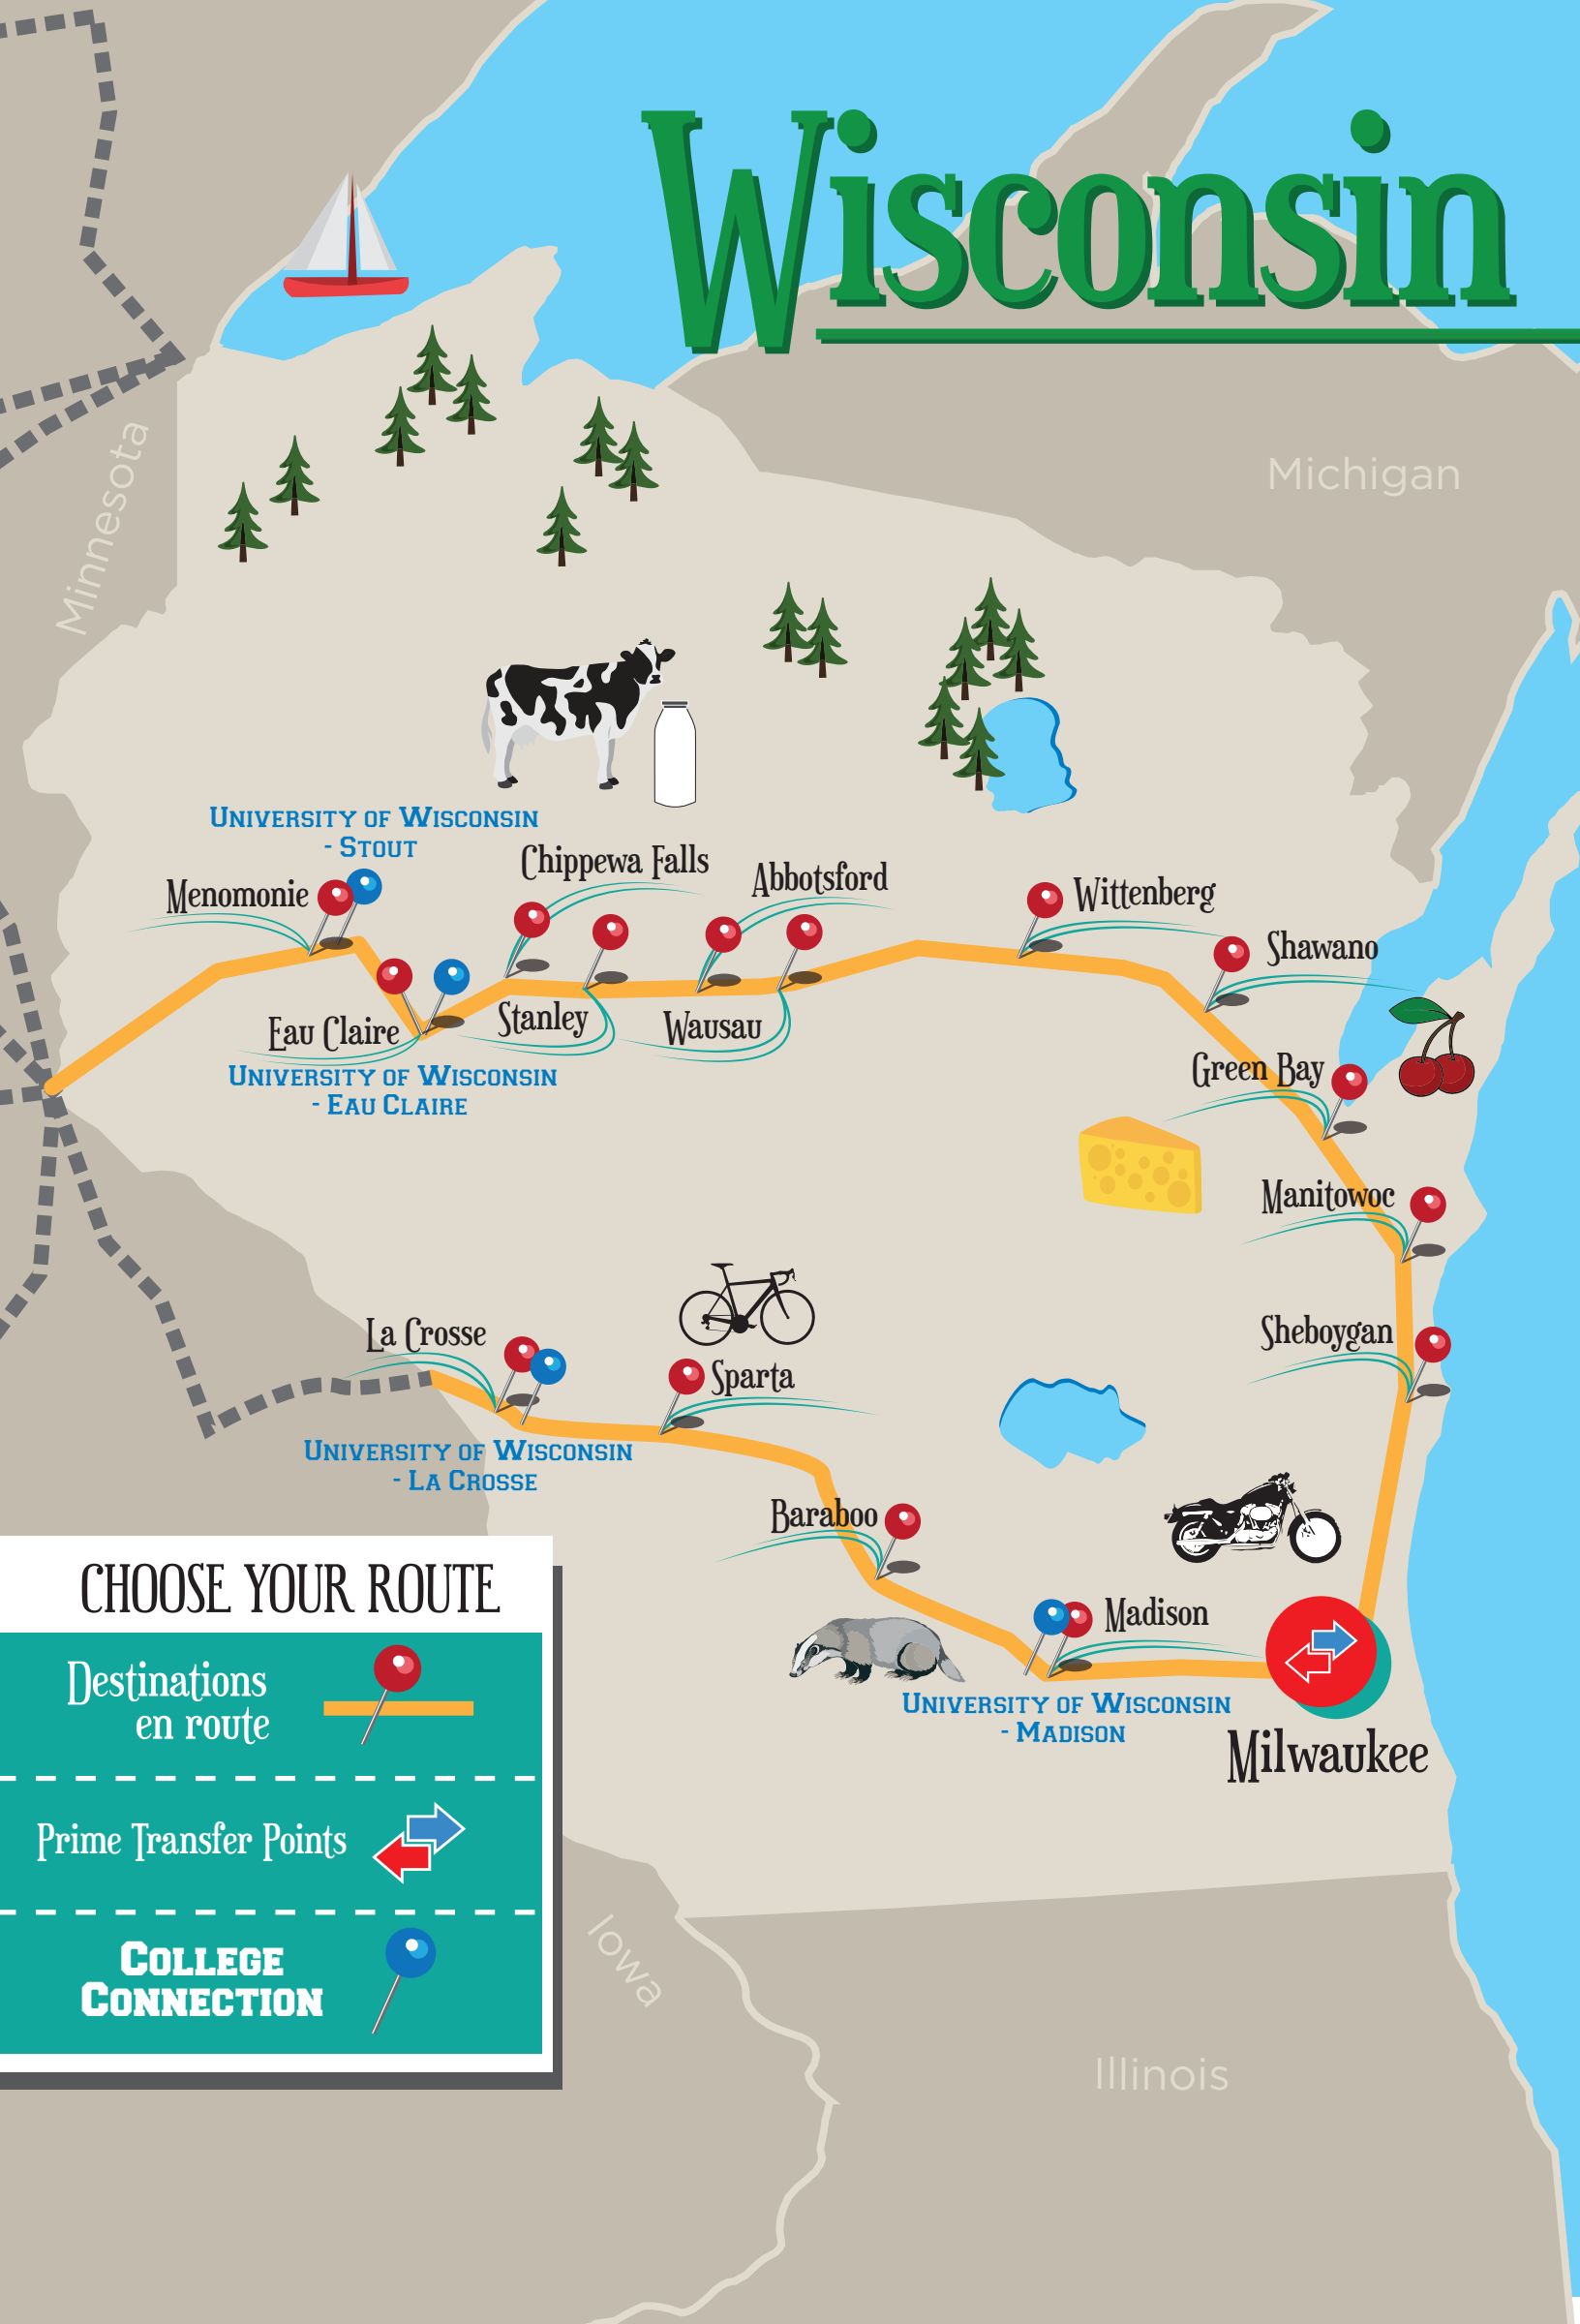 Wisconsin
Minnesota
Michigan
University of Wisconsin
- Stout
Menomonie
Chippewa Falls
Abbotsford
Wittenberg
Shawano
Eau Claire
Stanley
Wausau
University of Wisconsin
- Eau Claire
Green Bay
Manitowoc
Sheboygan
La Crosse
Sparta
University of Wisconsin
- La Crosse
Baraboo
Madison
University of Wisconsin
- Madison
Milwaukee
CHOOSE YOUR ROUTE
Destinations
en route
Prime Transfer Points
College
Connection
Iowa
Illinois